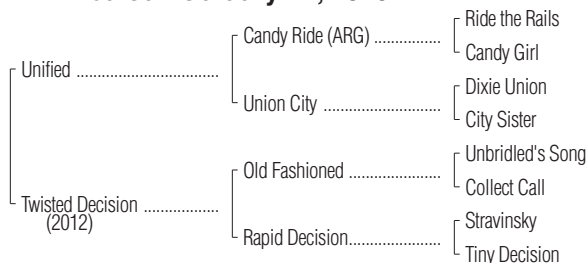 Ride the Rails
Candy Ride (ARG) ..................
Candy Girl
Unified ................................
Dixie Union
Union City ..........................
City Sister
Unbridled's Song
Old Fashioned .....................
Collect Call
Twisted Decision .................
(2012)
Stravinsky
Rapid Decision.....................
Tiny Decision